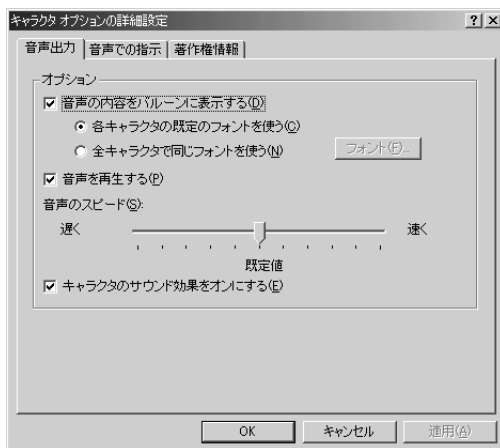 キャラクタ オプションの詳細設定
音声出力 音声での指示 著作権情報
オプション
音声の内容をバルーンに表示する(D)
各キャラクタの既定のフォントを使う(C)
全キャラクタで同じフォントを使う(N) フォント(F)...
音声を再生する(P)
音声のスピード(S):
遅く 速く
既定値
キャラクタのサウンド効果をオンにする(E)
OK キャンセル 適用(A)